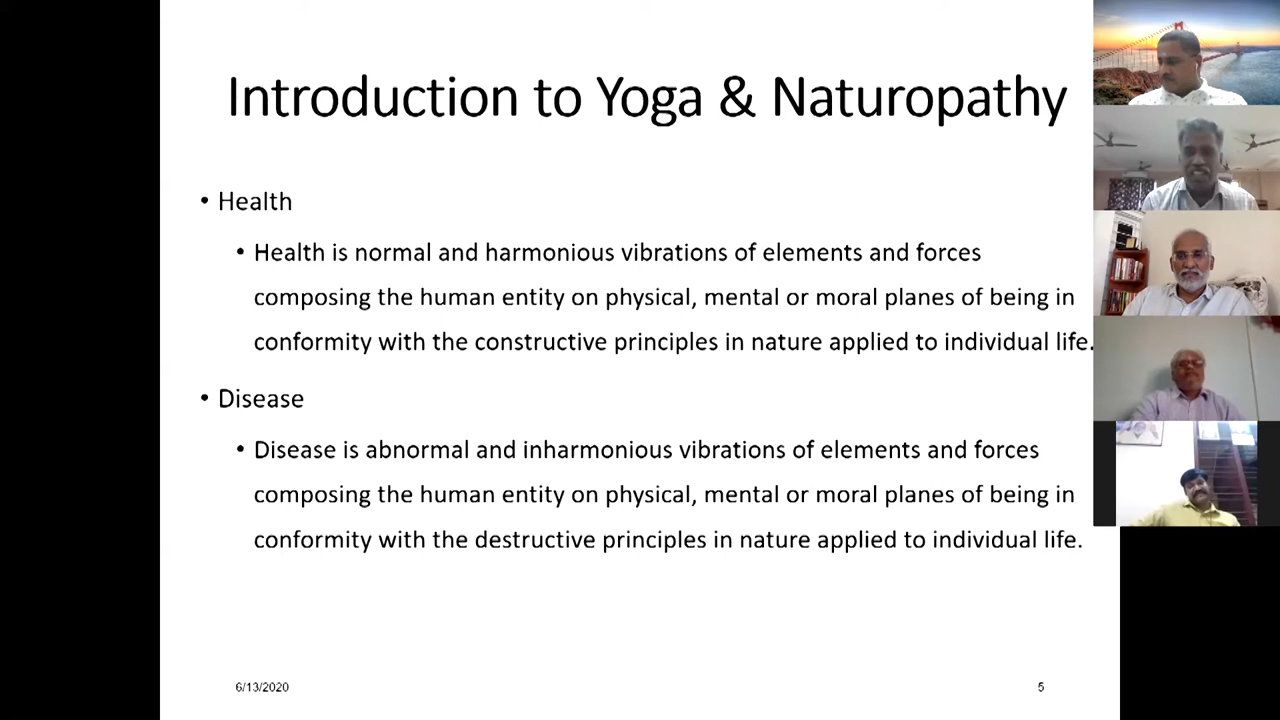 Introduction to Yoga & Naturopathy
• Health
• Health is normal and harmonious vibrations of elements and forces
composing the human entity on physical, mental or moral planes of being in
conformity with the constructive principles in nature applied to individual life.
• Disease
• Disease is abnormal and inharmonious vibrations of elements and forces
composing the human entity on physical, mental or moral planes of being in
conformity with the destructive principles in nature applied to individual life.
6/13/2020
5